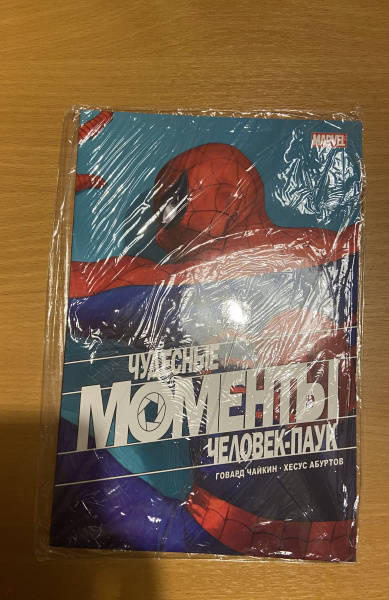 MARVEL
ЧУДЕСНЫЕ
МОМЕНТЫ
ЧЕЛОВЕК-ПАУК
ГОВАРД ЧАЙКИН · ХЕСУС АБУРТОВ